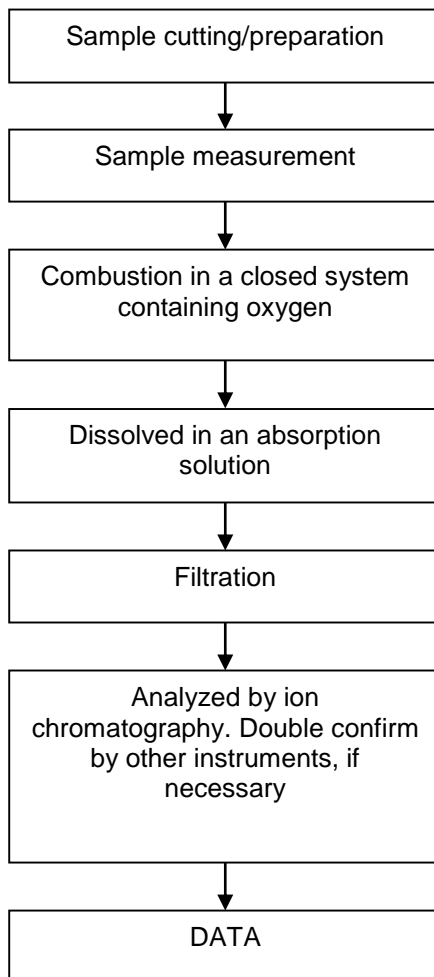 Sample cutting/preparation
Sample measurement
Combustion in a closed system
containing oxygen
Dissolved in an absorption
solution
Filtration
Analyzed by ion
chromatography. Double confirm
by other instruments, if
necessary
DATA